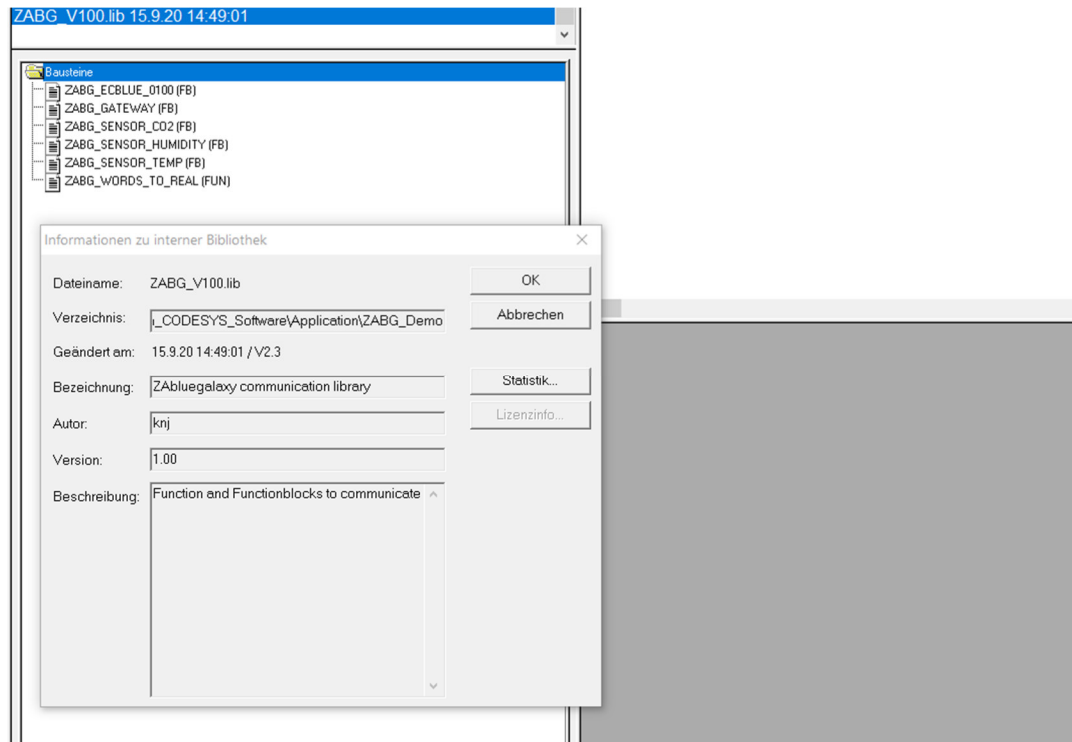 ZABG_V100.lib 15.9.20 14:49:01
Bausteine
ZABG_ECBLUE_0100 (FB)
ZABG_GATEWAY (FB)
ZABG_SENSOR_CO2 (FB)
ZABG_SENSOR_HUMIDITY (FB)
ZABG_SENSOR_TEMP (FB)
ZABG_WORDS_TO_REAL (FUN)
Informationen zu interner Bibliothek
Dateiname: ZABG_V100.lib
OK
Verzeichnis: _CODESYS_Software\Application\ZABG_Demo
Abbrechen
Geändert am: 15.9.20 14:49:01 / V2.3
Bezeichnung: ZAbluegalaxy communication library
Statistik...
Autor: knj
Lizenzinfo...
Version: 1.00
Beschreibung: Function and Functionblocks to communicate